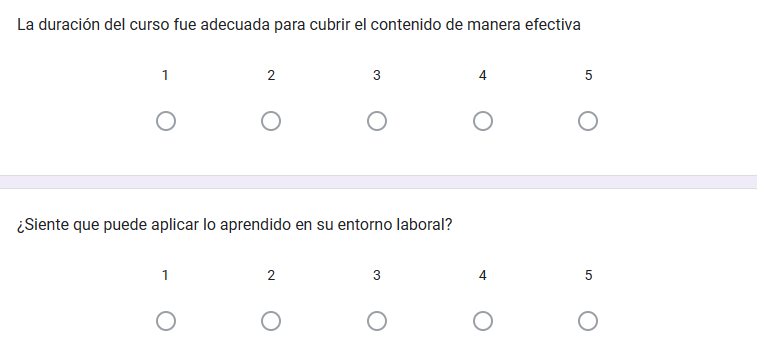 La duración del curso fue adecuada para cubrir el contenido de manera efectiva
1 2 3 4 5
¿Siente que puede aplicar lo aprendido en su entorno laboral?
1 2 3 4 5